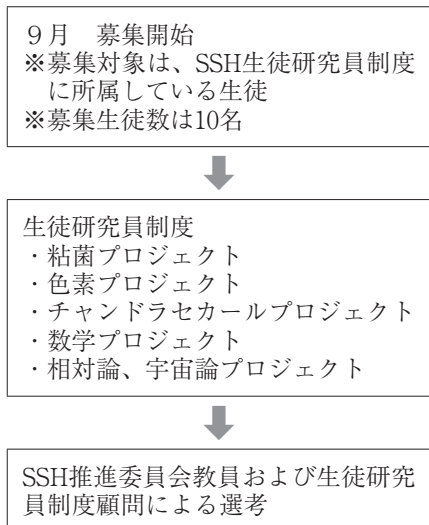 ９月　募集開始
※募集対象は、SSH生徒研究員制度
に所属している生徒
※募集生徒数は10名
生徒研究員制度
・粘菌プロジェクト
・色素プロジェクト
・チャンドラセカールプロジェクト
・数学プロジェクト
・相対論、宇宙論プロジェクト
SSH推進委員会教員および生徒研究
員制度顧問による選考